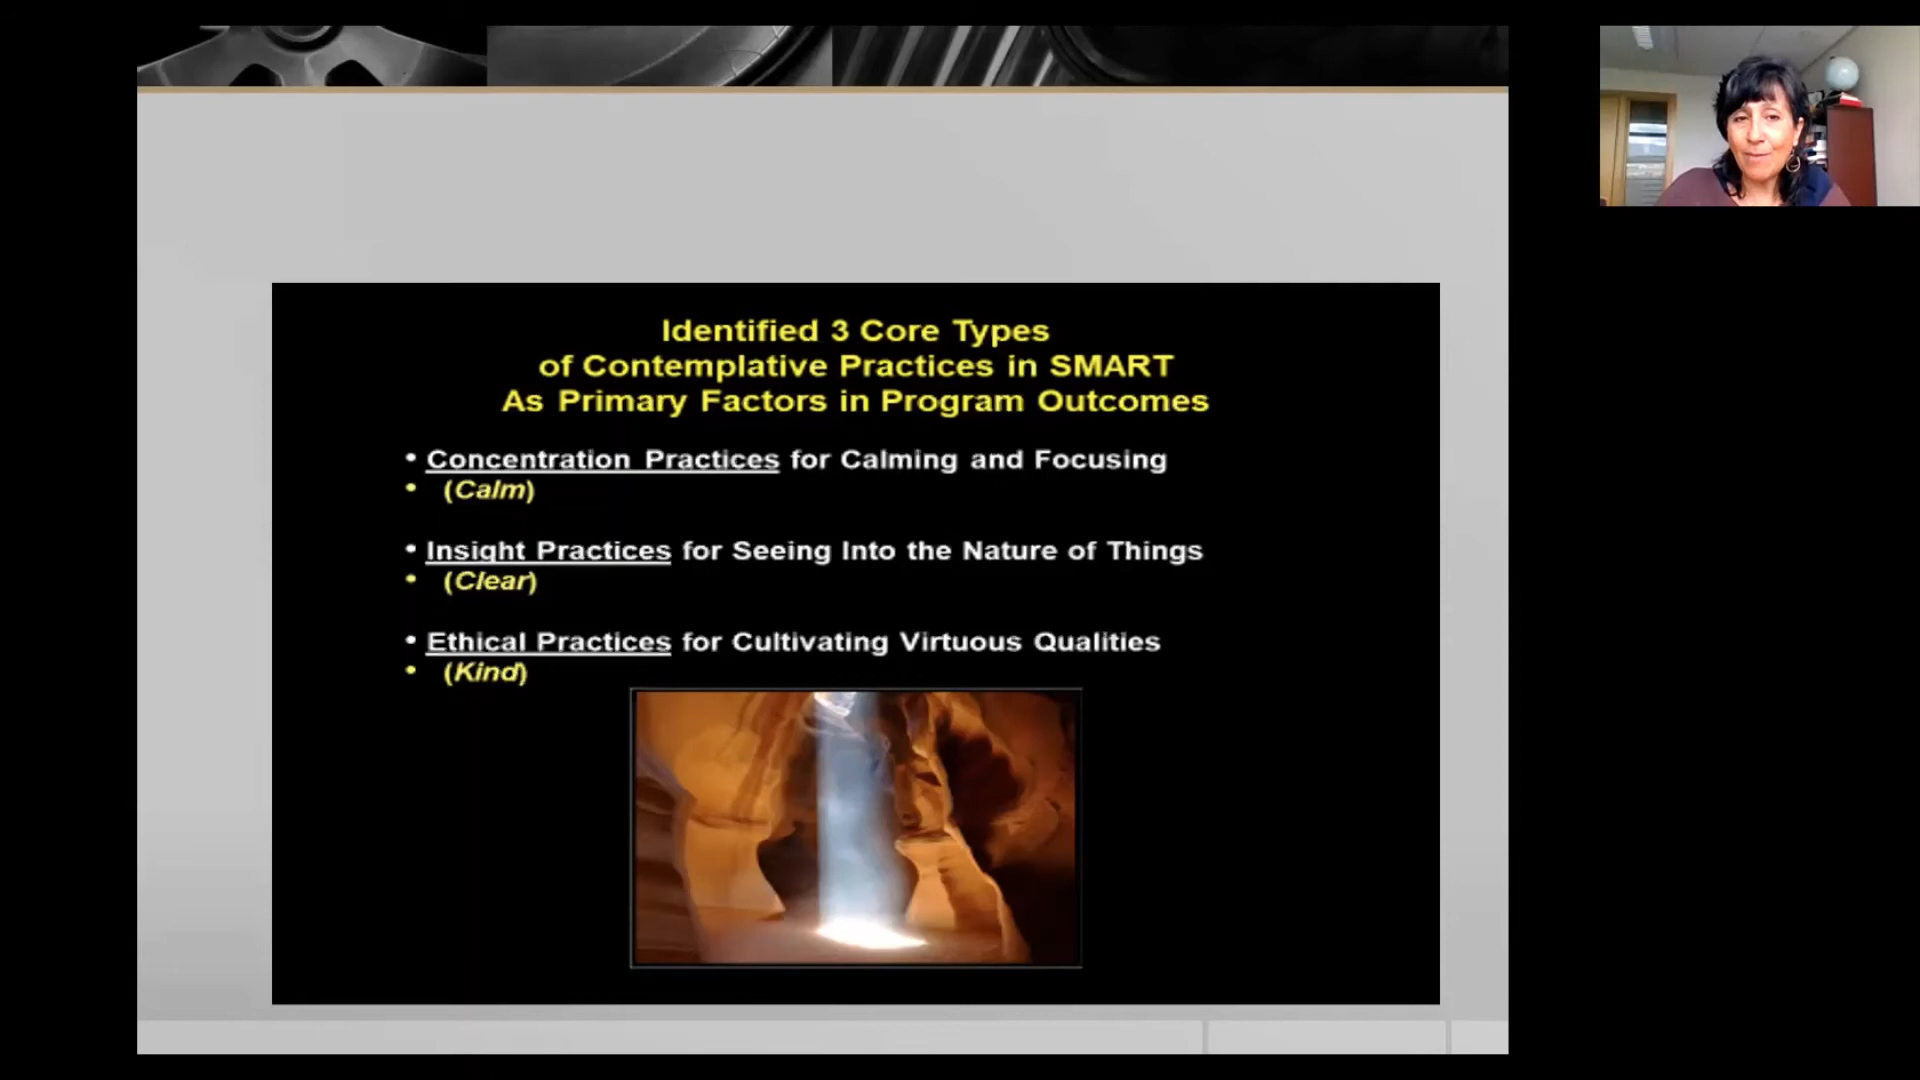 Identified 3 Core Types
of Contemplative Practices in SMART
As Primary Factors in Program Outcomes
• Concentration Practices for Calming and Focusing
• (Calm)
• Insight Practices for Seeing Into the Nature of Things
• (Clear)
• Ethical Practices for Cultivating Virtuous Qualities
• (Kind)